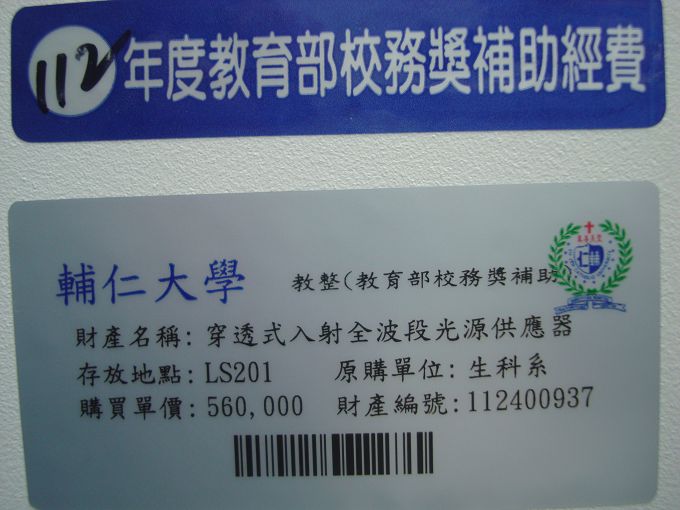 112年度教育部校務獎補助經費
輔仁大學 教整(教育部校務獎補助
財產名稱: 穿透式入射全波段光源供應器
存放地點: LS201 原購單位: 生科系
購買單價: 560,000 財產編號: 112400937